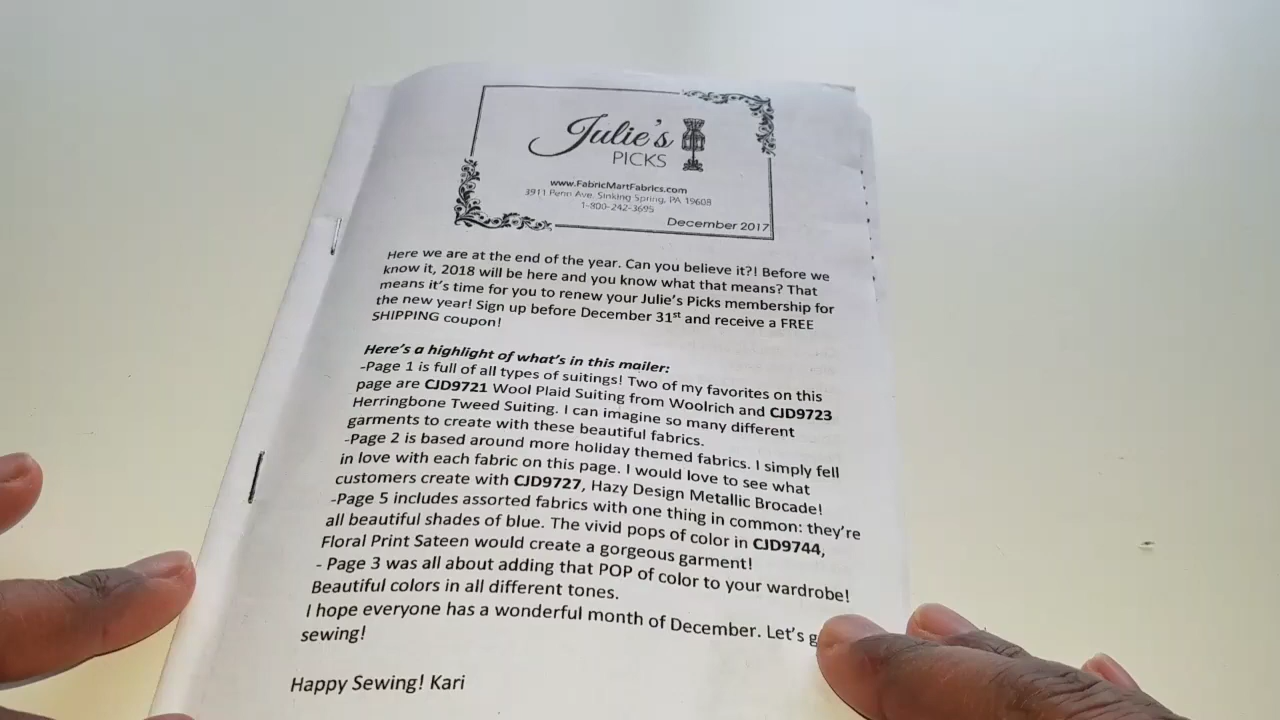 Julie's
PICKS
www.FabricMartFabrics.com
3911 Penn Ave, Sinking Spring, PA 19608
1-800-242-3695
December 2017
Here we are at the end of the year. Can you believe it?! Before we
know it, 2018 will be here and you know what that means? That
means it's time for you to renew your Julie's Picks membership for
the new year! Sign up before December 31st and receive a FREE
SHIPPING coupon!
Here's a highlight of what's in this mailer:
-Page 1 is full of all types of suitings! Two of my favorites on this
page are CJD9721 Wool Plaid Suiting from Woolrich and CJD9723
Herringbone Tweed Suiting. I can imagine so many different
garments to create with these beautiful fabrics.
-Page 2 is based around more holiday themed fabrics. I simply fell
in love with each fabric on this page. I would love to see what
customers create with CJD9727, Hazy Design Metallic Brocade!
-Page 5 includes assorted fabrics with one thing in common: they're
all beautiful shades of blue. The vivid pops of color in CJD9744,
Floral Print Sateen would create a gorgeous garment!
- Page 3 was all about adding that POP of color to your wardrobe!
Beautiful colors in all different tones.
I hope everyone has a wonderful month of December. Let's
sewing!
Happy Sewing! Kari